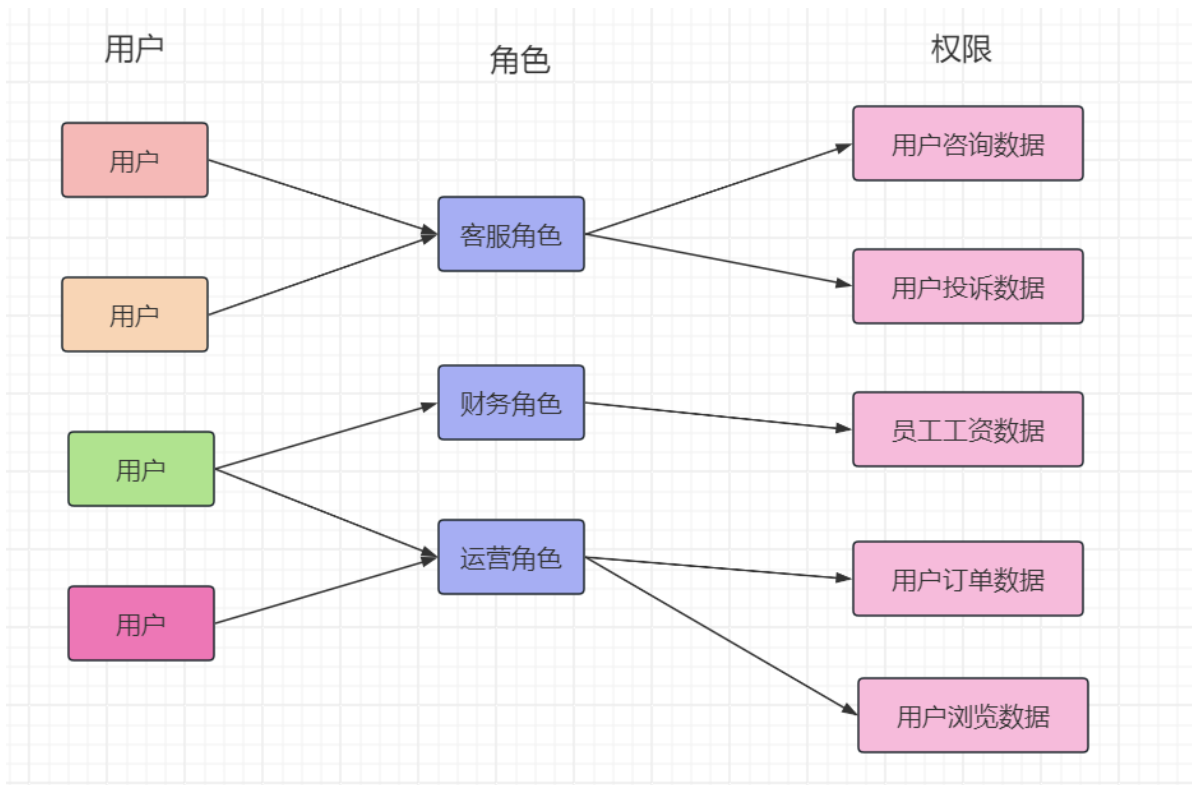 用户
角色
权限
用户
用户咨询数据
客服角色
用户投诉数据
用户
财务角色
员工工资数据
用户
运营角色
用户订单数据
用户
用户浏览数据